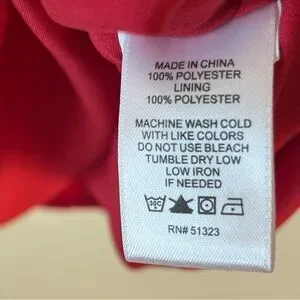 MADE IN CHINA
100% POLYESTER
LINING
100% POLYESTER
MACHINE WASH COLD
WITH LIKE COLORS
DO NOT USE BLEACH
TUMBLE DRY LOW
LOW IRON
IF NEEDED
RN# 51323